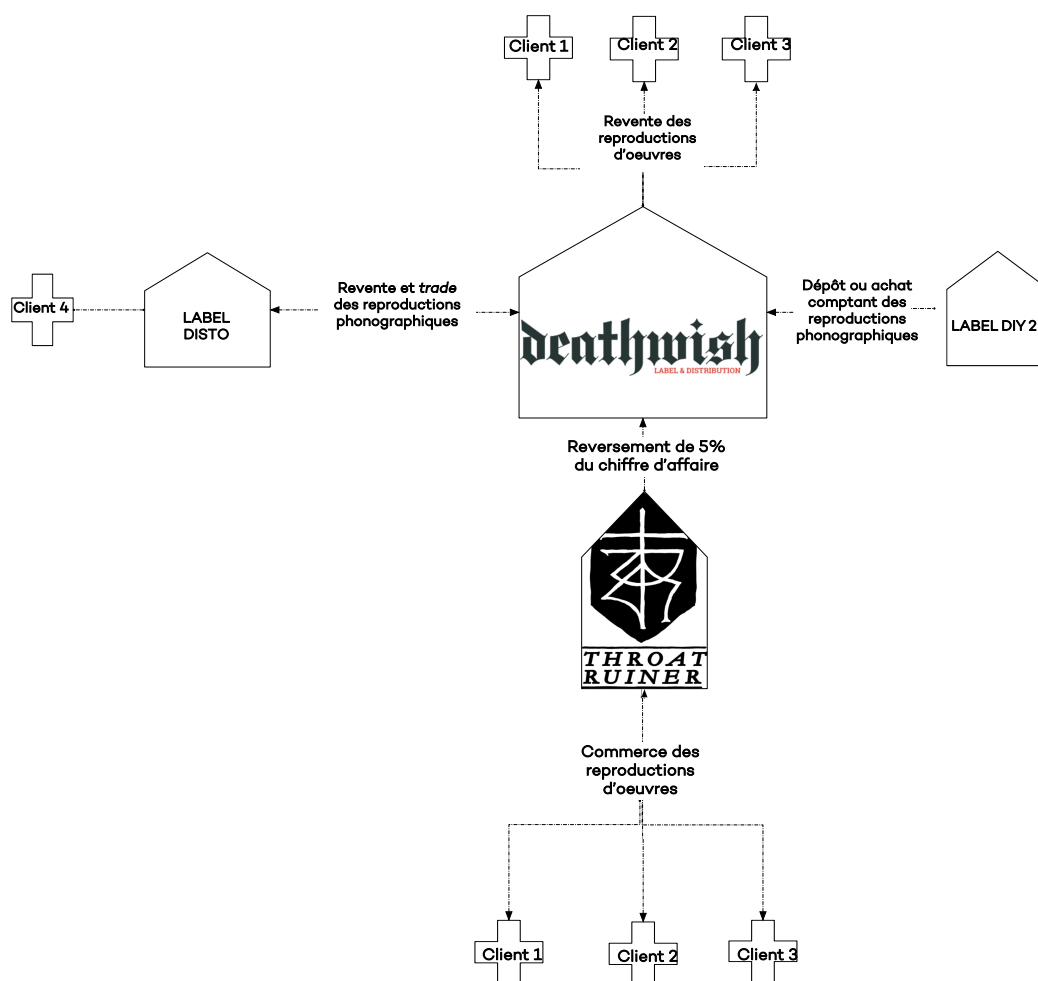 Client 1
Client 2
Client 3
Revente des
reproductions
d'oeuvres
Client 4
LABEL
DISTO
Revente et trade
des reproductions
phonographiques
deathwish
LABEL & DISTRIBUTION
Dépôt ou achat
comptant des
reproductions
phonographiques
LABEL DIY 2
Reversement de 5%
du chiffre d'affaire
THROAT
RUINER
Commerce des
reproductions
d'oeuvres
Client 1
Client 2
Client 3